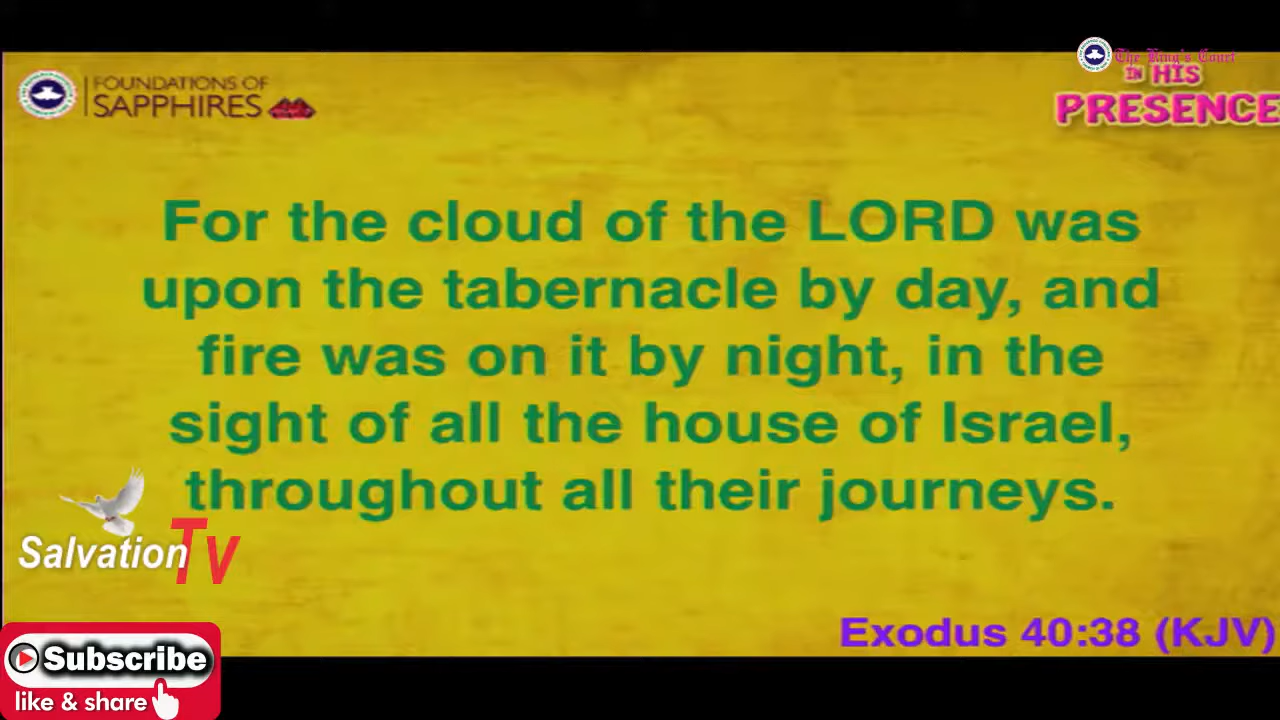 FOUNDATIONS OF
SAPPHIRES
The King's Court
IN HIS
PRESENCE
For the cloud of the LORD was
upon the tabernacle by day, and
fire was on it by night, in the
sight of all the house of Israel,
throughout all their journeys.
Salvation Tv
Exodus 40:38 (KJV)
Subscribe
like & share